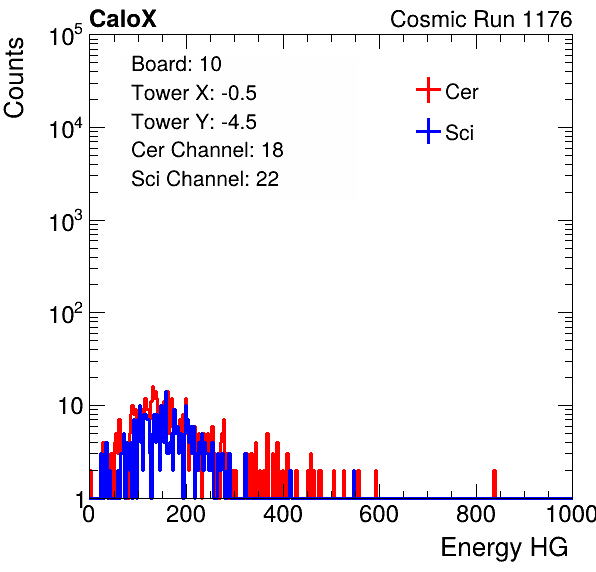 CaloX Cosmic Run 1176
Counts
Board: 10
Tower X: -0.5
Tower Y: -4.5
Cer Channel: 18
Sci Channel: 22
Cer
Sci
10^5
10^4
10^3
10^2
10
1
0 200 400 600 800 1000
Energy HG